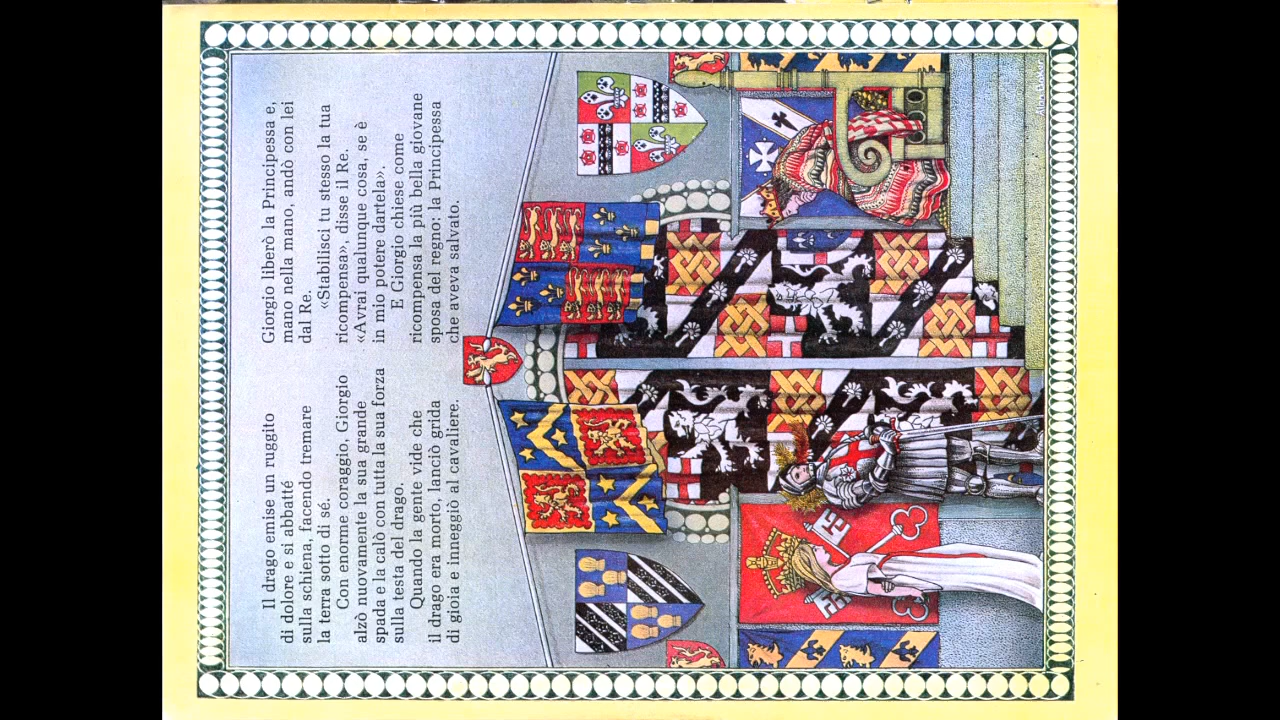 Il drago emise un ruggito
di dolore e si abbatté
sulla schiena, facendo tremare
la terra sotto di sé.
Con enorme coraggio, Giorgio
alzò nuovamente la sua grande
spada e la calò con tutta la sua forza
sulla testa del drago.
Quando la gente vide che
il drago era morto, lanciò grida
di gioia e inneggiò al cavaliere.
Giorgio liberò la Principessa e,
mano nella mano, andò con lei
dal Re.
«Stabilisci tu stesso la tua
ricompensa», disse il Re.
«Avrai qualunque cosa, se è
in mio potere dartela».
E Giorgio chiese come
ricompensa la più bella giovane
sposa del regno: la Principessa
che aveva salvato.
Alan Baker